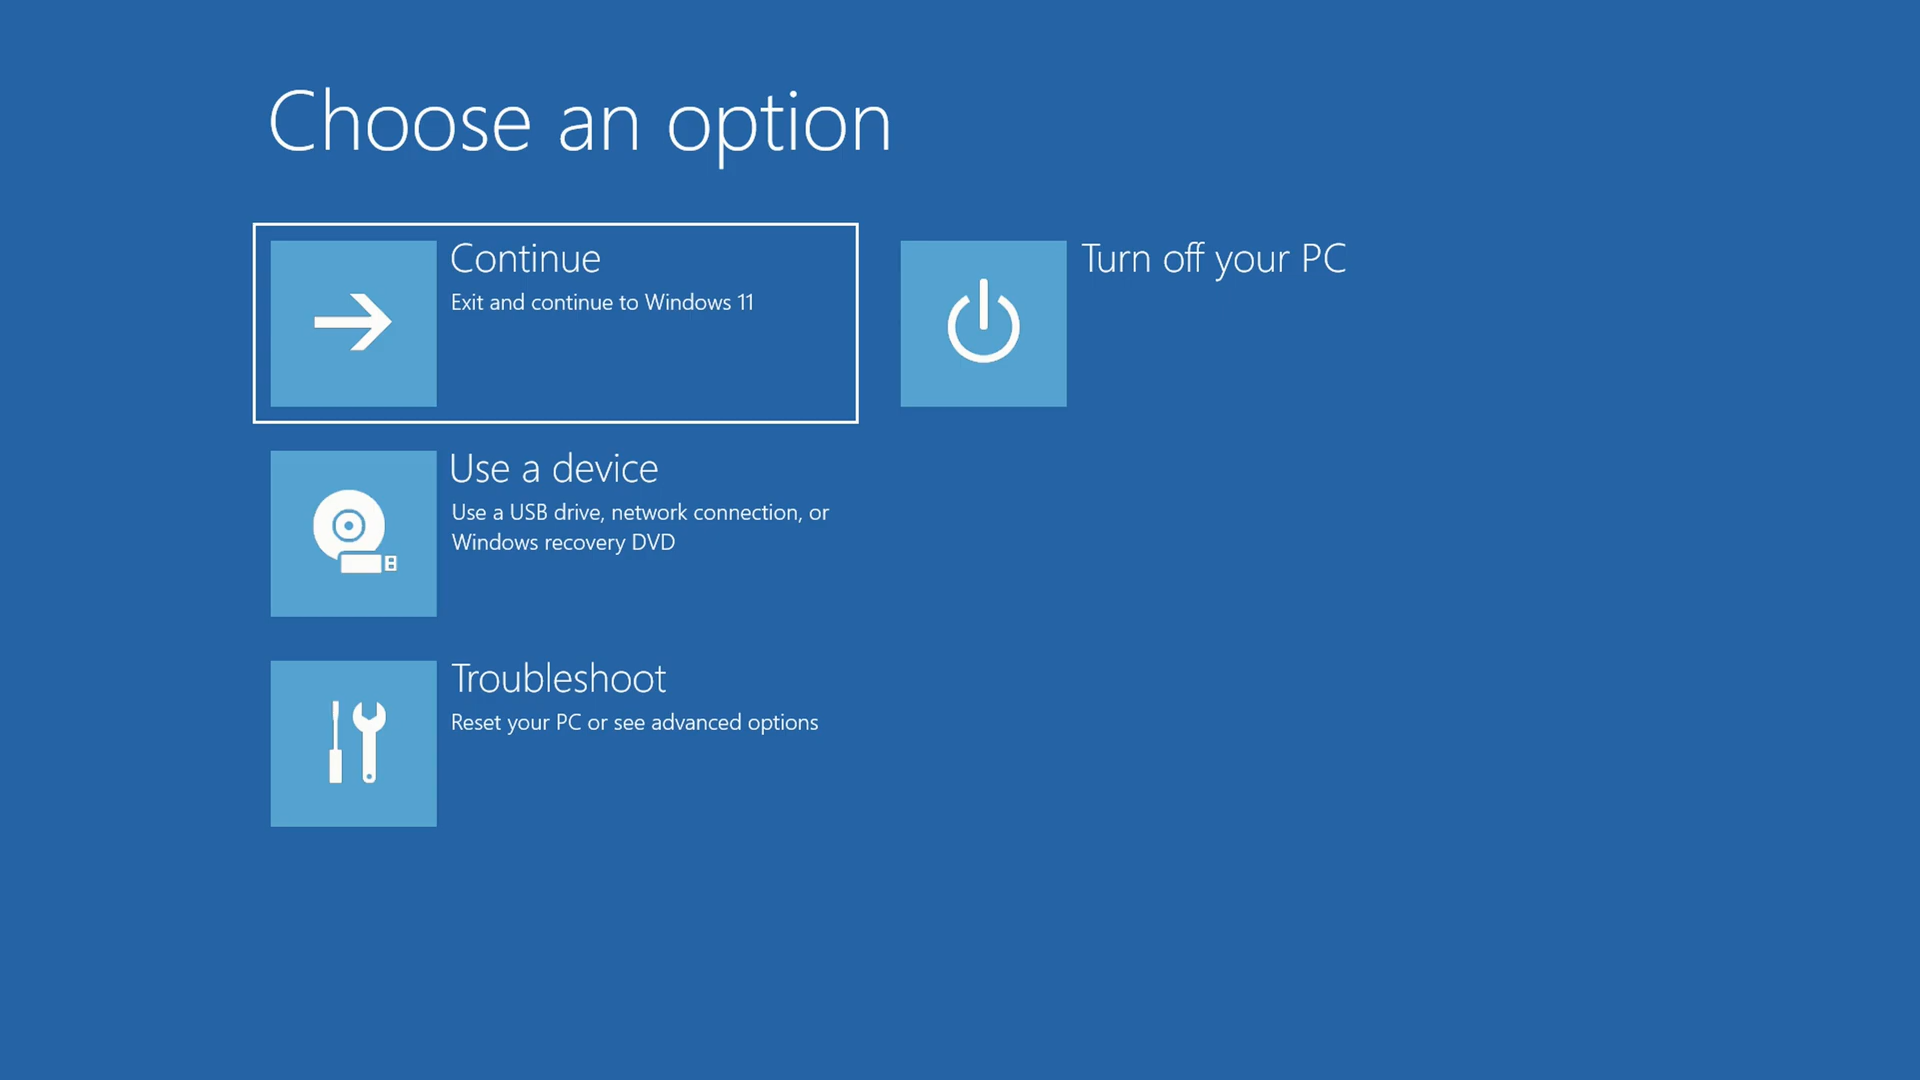 Choose an option
Continue
Exit and continue to Windows 11
Turn off your PC
Use a device
Use a USB drive, network connection, or
Windows recovery DVD
Troubleshoot
Reset your PC or see advanced options